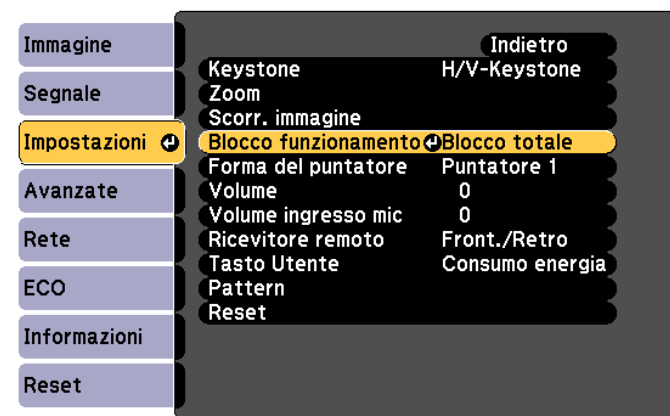 Immagine
Segnale
Impostazioni
Avanzate
Rete
ECO
Informazioni
Reset
Indietro
Keystone H/V-Keystone
Zoom
Scorr. immagine
Blocco funzionamento Blocco totale
Forma del puntatore Puntatore 1
Volume 0
Volume ingresso mic 0
Ricevitore remoto Front./Retro
Tasto Utente Consumo energia
Pattern
Reset